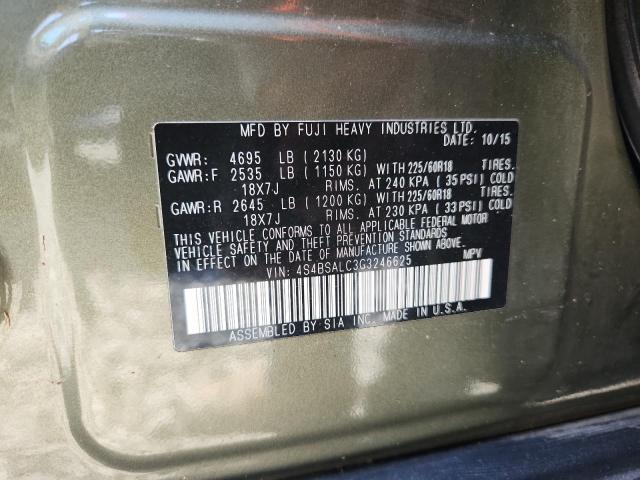 MFD BY FUJI HEAVY INDUSTRIES LTD.
DATE: 10/15
GVWR: 4695 LB (2130 KG)
GAWR:F 2535 LB (1150 KG) WITH 225/60R18 TIRES.
18X7J RIMS. AT 240 KPA (35 PSI) COLD
GAWR:R 2645 LB (1200 KG) WITH 225/60R18 TIRES.
18X7J RIMS. AT 230 KPA (33 PSI) COLD
THIS VEHICLE CONFORMS TO ALL APPLICABLE FEDERAL MOTOR
VEHICLE SAFETY AND BUMPER AND THEFT PREVENTION STANDARDS
IN EFFECT ON THE DATE OF MANUFACTURE SHOWN ABOVE.
VIN: 4S4BSALC3G3246625 MPV
ASSEMBLED BY SIA INC. MADE IN U.S.A.